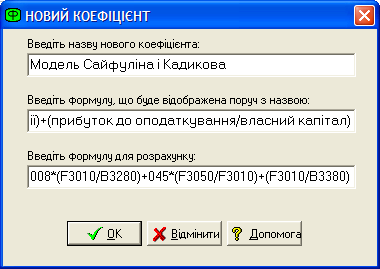 НОВИЙ КОЕФІЦІЄНТ
Введіть назву нового коефіцієнта:
Модель Сайфуліна і Кадикова
Введіть формулу, що буде відображена поруч з назвою:
ії)+(прибуток до оподаткування/власний капітал)
Введіть формулу для розрахунку:
008*(F3010/B3280)+045*(F3050/F3010)+(F3010/B3380)
OK
Відмінити
Допомога